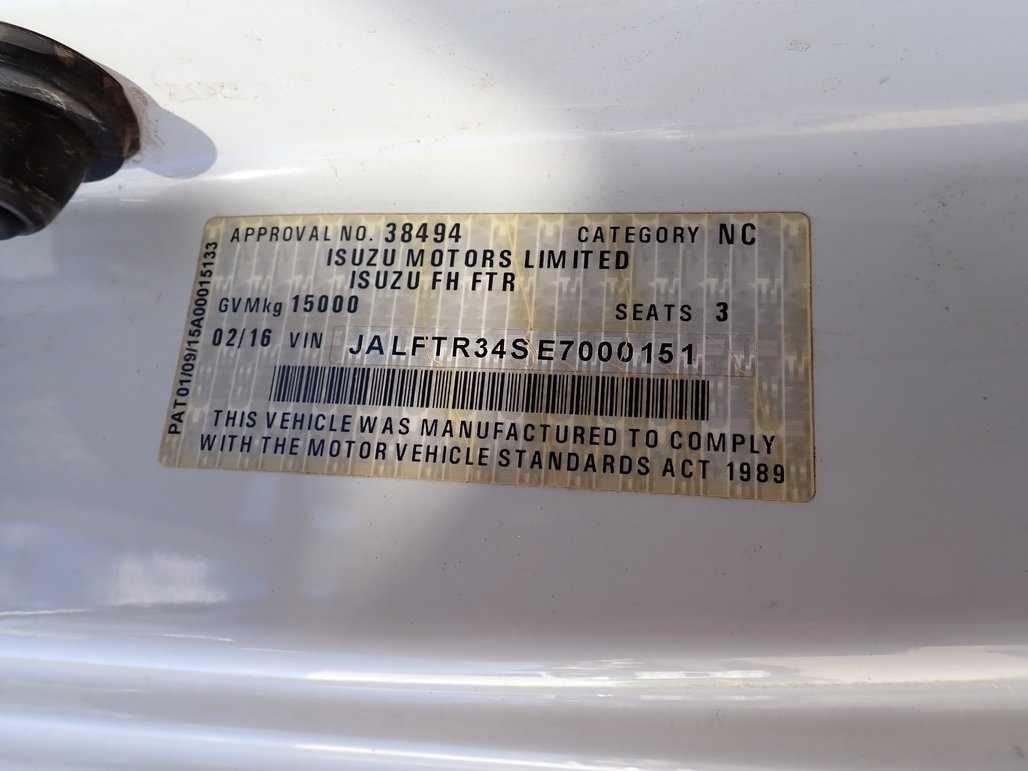 APPROVAL NO. 38494 CATEGORY NC
ISUZU MOTORS LIMITED
ISUZU FH FTR
GVMkg 15000 SEATS 3
02/16 VIN JALFTR34SE7000151
THIS VEHICLE WAS MANUFACTURED TO COMPLY
WITH THE MOTOR VEHICLE STANDARDS ACT 1989
PAT01/09/15A00015133